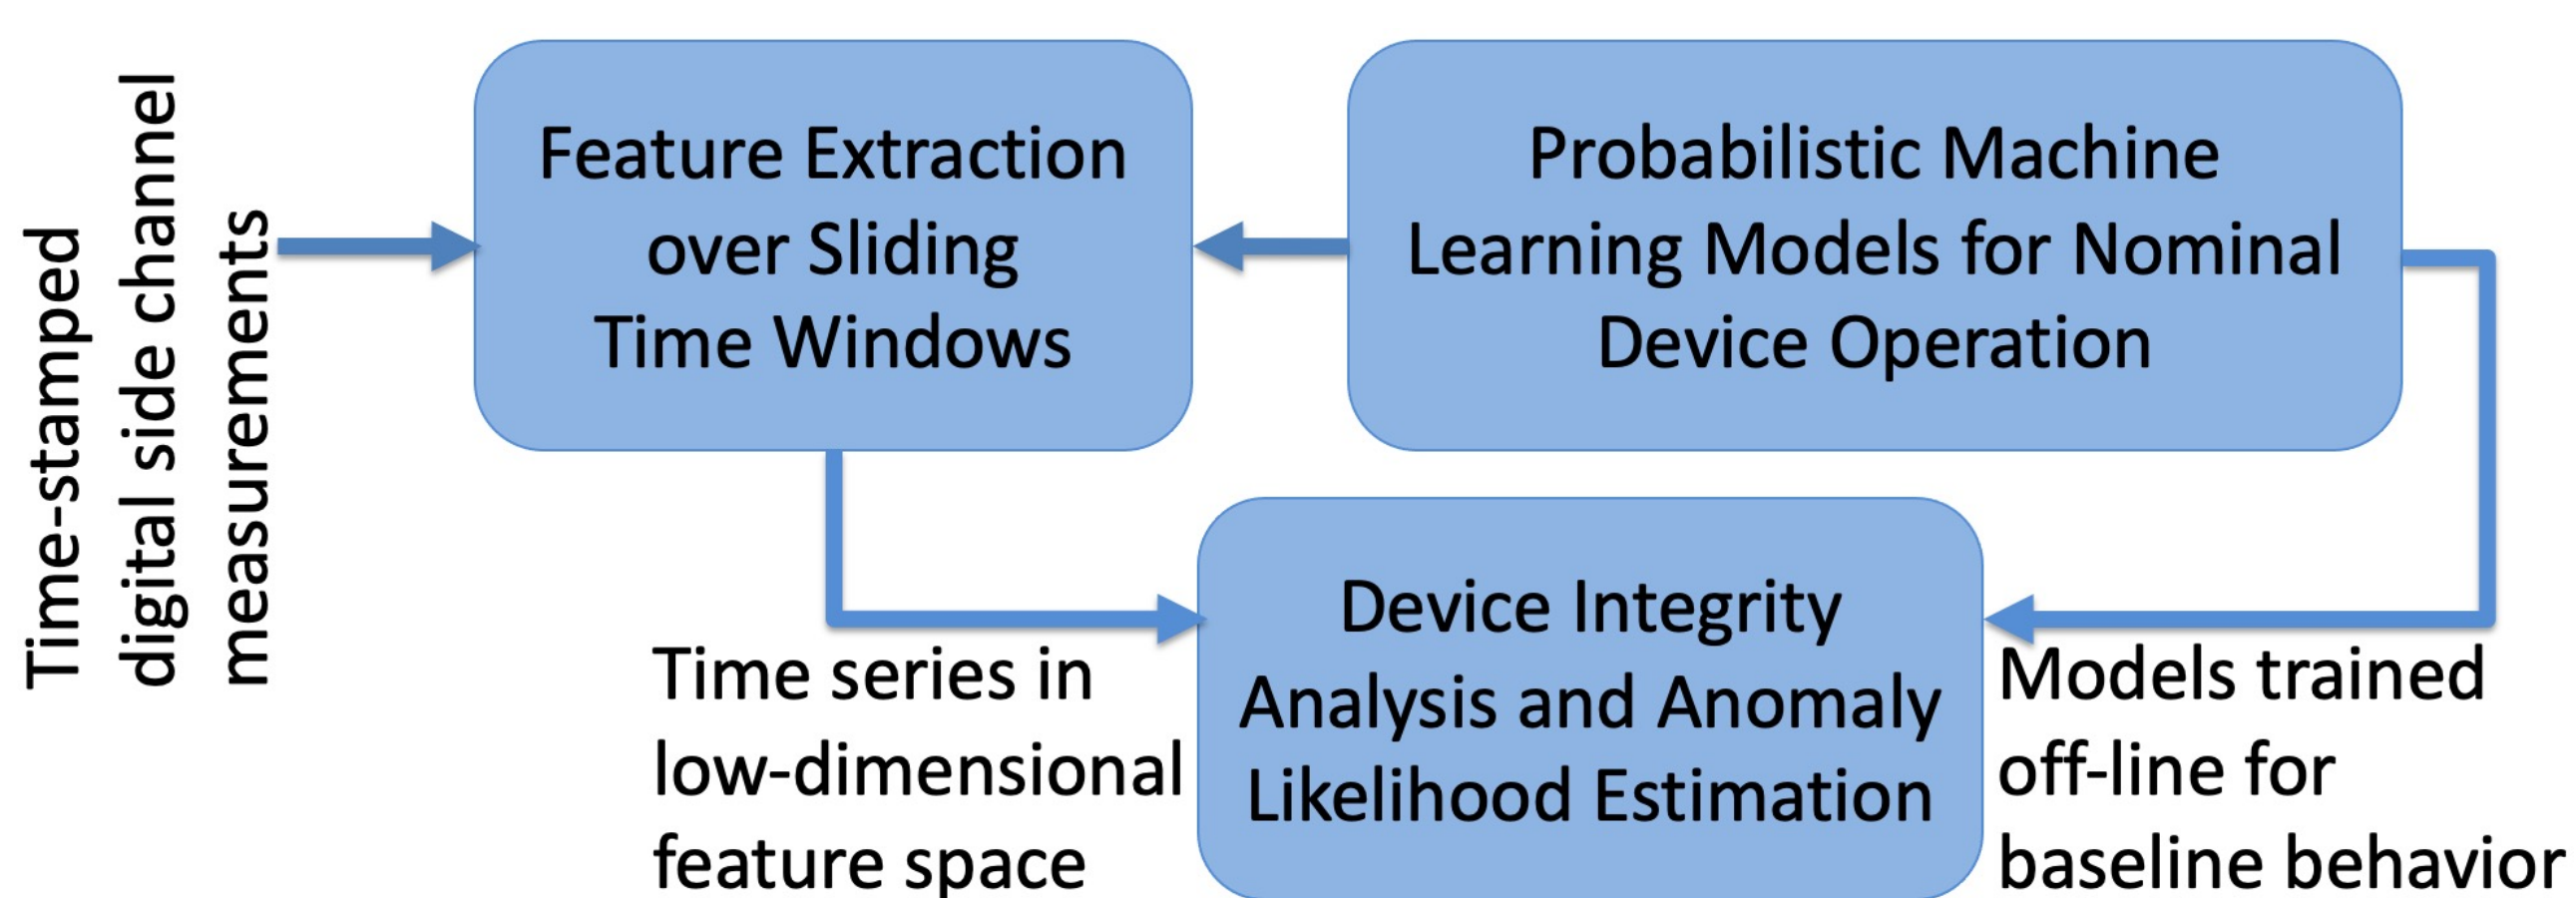 Time-stamped
digital side channel
measurements
Feature Extraction
over Sliding
Time Windows
Probabilistic Machine
Learning Models for Nominal
Device Operation
Time series in
low-dimensional
feature space
Device Integrity
Analysis and Anomaly
Likelihood Estimation
Models trained
off-line for
baseline behavior